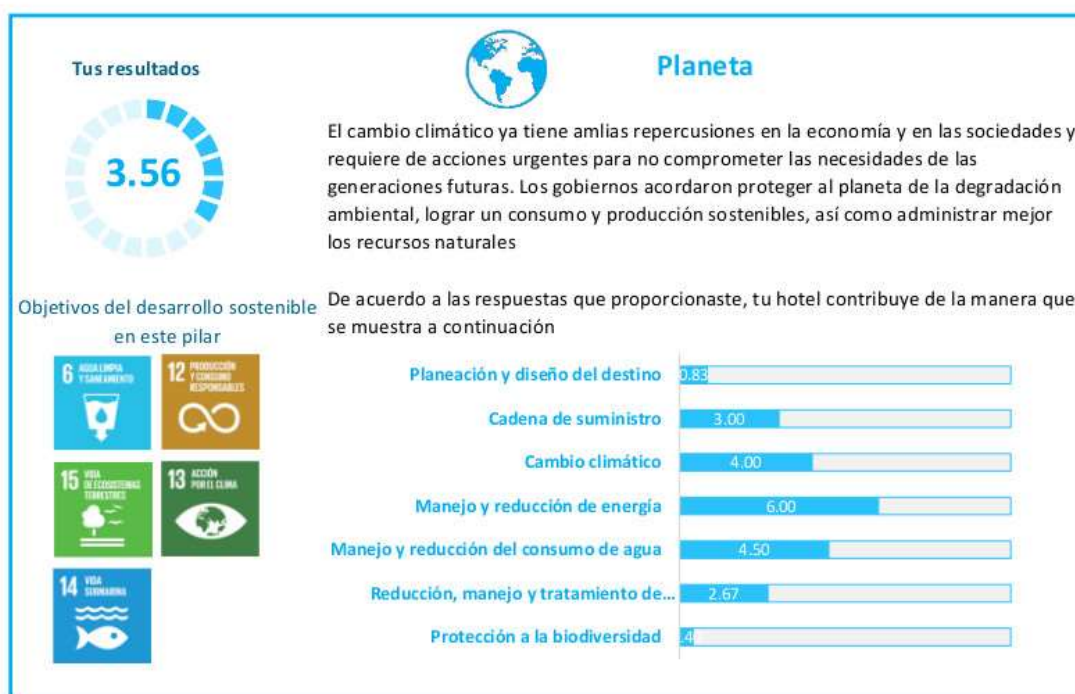 Tus resultados
3.56
Planeta
El cambio climático ya tiene amlias repercusiones en la economía y en las sociedades y
requiere de acciones urgentes para no comprometer las necesidades de las
generaciones futuras. Los gobiernos acordaron proteger al planeta de la degradación
ambiental, lograr un consumo y producción sostenibles, así como administrar mejor
los recursos naturales
De acuerdo a las respuestas que proporcionaste, tu hotel contribuye de la manera que
se muestra a continuación
Objetivos del desarrollo sostenible
en este pilar
6 AGUA LIMPIA
Y SANEAMIENTO
12 PRODUCCIÓN
Y CONSUMO
RESPONSABLES
15 VIDA
DE ECOSISTEMAS
TERRESTRES
13 ACCIÓN
POR EL CLIMA
14 VIDA
SUBMARINA
Planeación y diseño del destino 0.83
Cadena de suministro 3.00
Cambio climático 4.00
Manejo y reducción de energía 6.00
Manejo y reducción del consumo de agua 4.50
Reducción, manejo y tratamiento de... 2.67
Protección a la biodiversidad